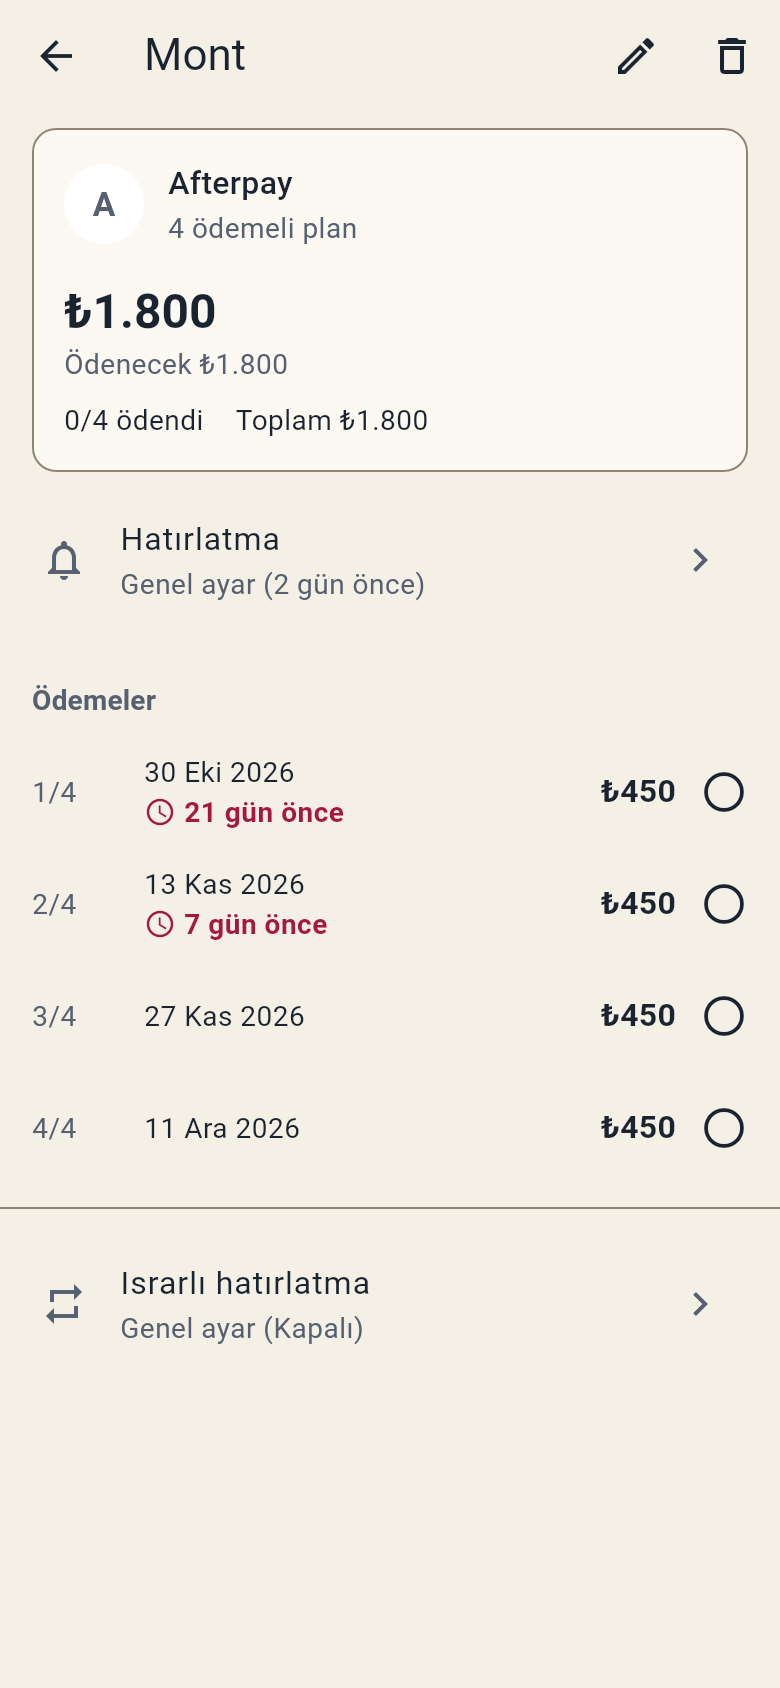 Mont
A
Afterpay
4 ödemeli plan
₺1.800
Ödenecek ₺1.800
0/4 ödendi Toplam ₺1.800
Hatırlatma
Genel ayar (2 gün önce)
Ödemeler
1/4 30 Eki 2026 ₺450
21 gün önce
2/4 13 Kas 2026 ₺450
7 gün önce
3/4 27 Kas 2026 ₺450
4/4 11 Ara 2026 ₺450
Israrlı hatırlatma
Genel ayar (Kapalı)